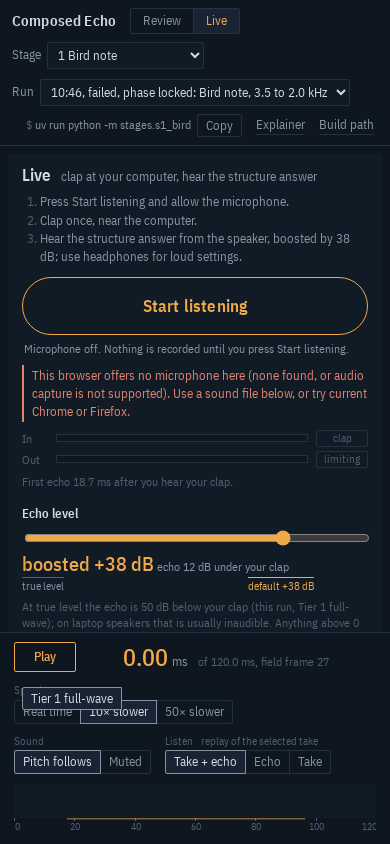 Composed Echo Review Live
Stage 1 Bird note
Run 10:46, failed, phase locked: Bird note, 3.5 to 2.0 kHz
$ uv run python -m stages.s1_bird Copy Explainer Build path
Live clap at your computer, hear the structure answer
1. Press Start listening and allow the microphone.
2. Clap once, near the computer.
3. Hear the structure answer from the speaker, boosted by 38
dB; use headphones for loud settings.
Start listening
Microphone off. Nothing is recorded until you press Start listening.
This browser offers no microphone here (none found, or audio
capture is not supported). Use a sound file below, or try current
Chrome or Firefox.
In clap
Out limiting
First echo 18.7 ms after you hear your clap.
Echo level
boosted +38 dB echo 12 dB under your clap
true level default +38 dB
At true level the echo is 50 dB below your clap (this run, Tier 1 full-
wave); on laptop speakers that is usually inaudible. Anything above 0
Play 0.00 ms of 120.0 ms, field frame 27
Tier 1 full-wave
Real time 10× slower 50× slower
Sound Listen replay of the selected take
Pitch follows Muted Take + echo Echo Take
0 20 40 60 80 100 120